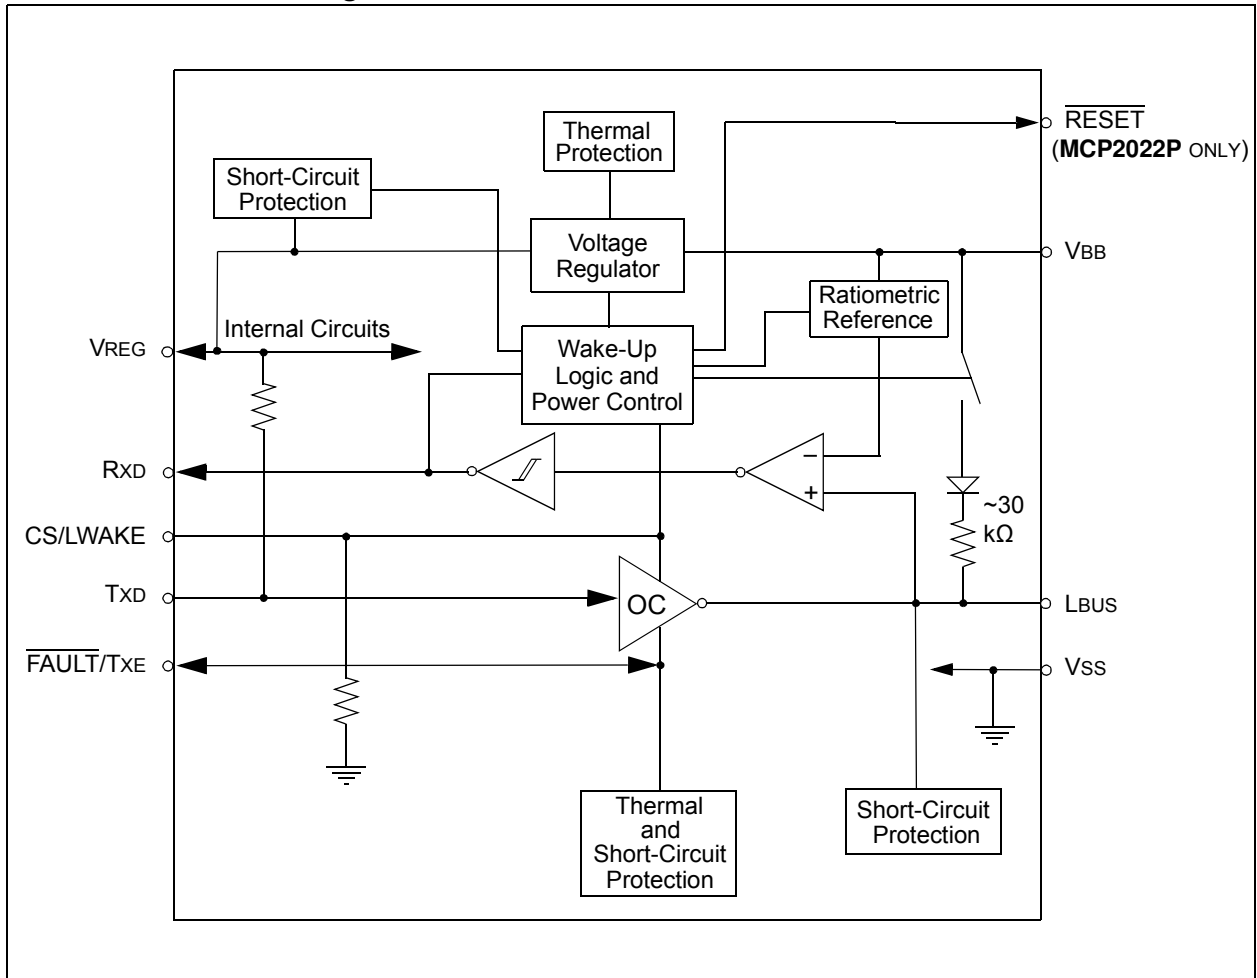 Thermal
Protection
RESET
(MCP2022P ONLY)
Short-Circuit
Protection
Voltage
Regulator
VBB
Ratiometric
Reference
Internal Circuits
VREG
Wake-Up
Logic and
Power Control
RXD
–
+
~30
kΩ
CS/LWAKE
TXD
OC
LBUS
FAULT/TXE
VSS
Thermal
and
Short-Circuit
Protection
Short-Circuit
Protection